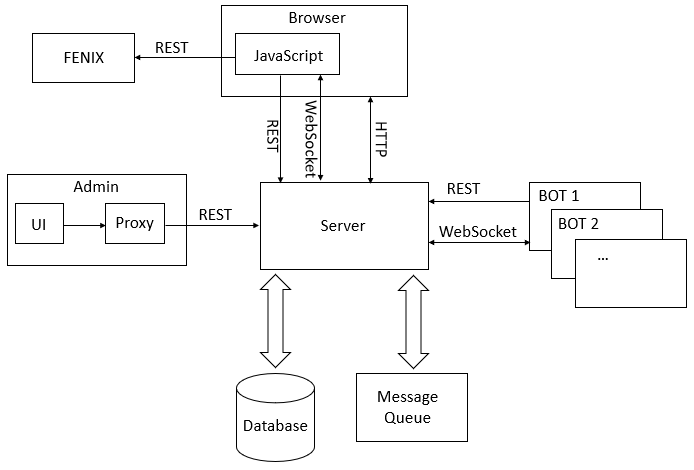 Browser
JavaScript
REST
FENIX
REST
WebSocket
HTTP
Admin
UI
Proxy
REST
Server
REST
WebSocket
BOT 1
BOT 2
...
Database
Message
Queue